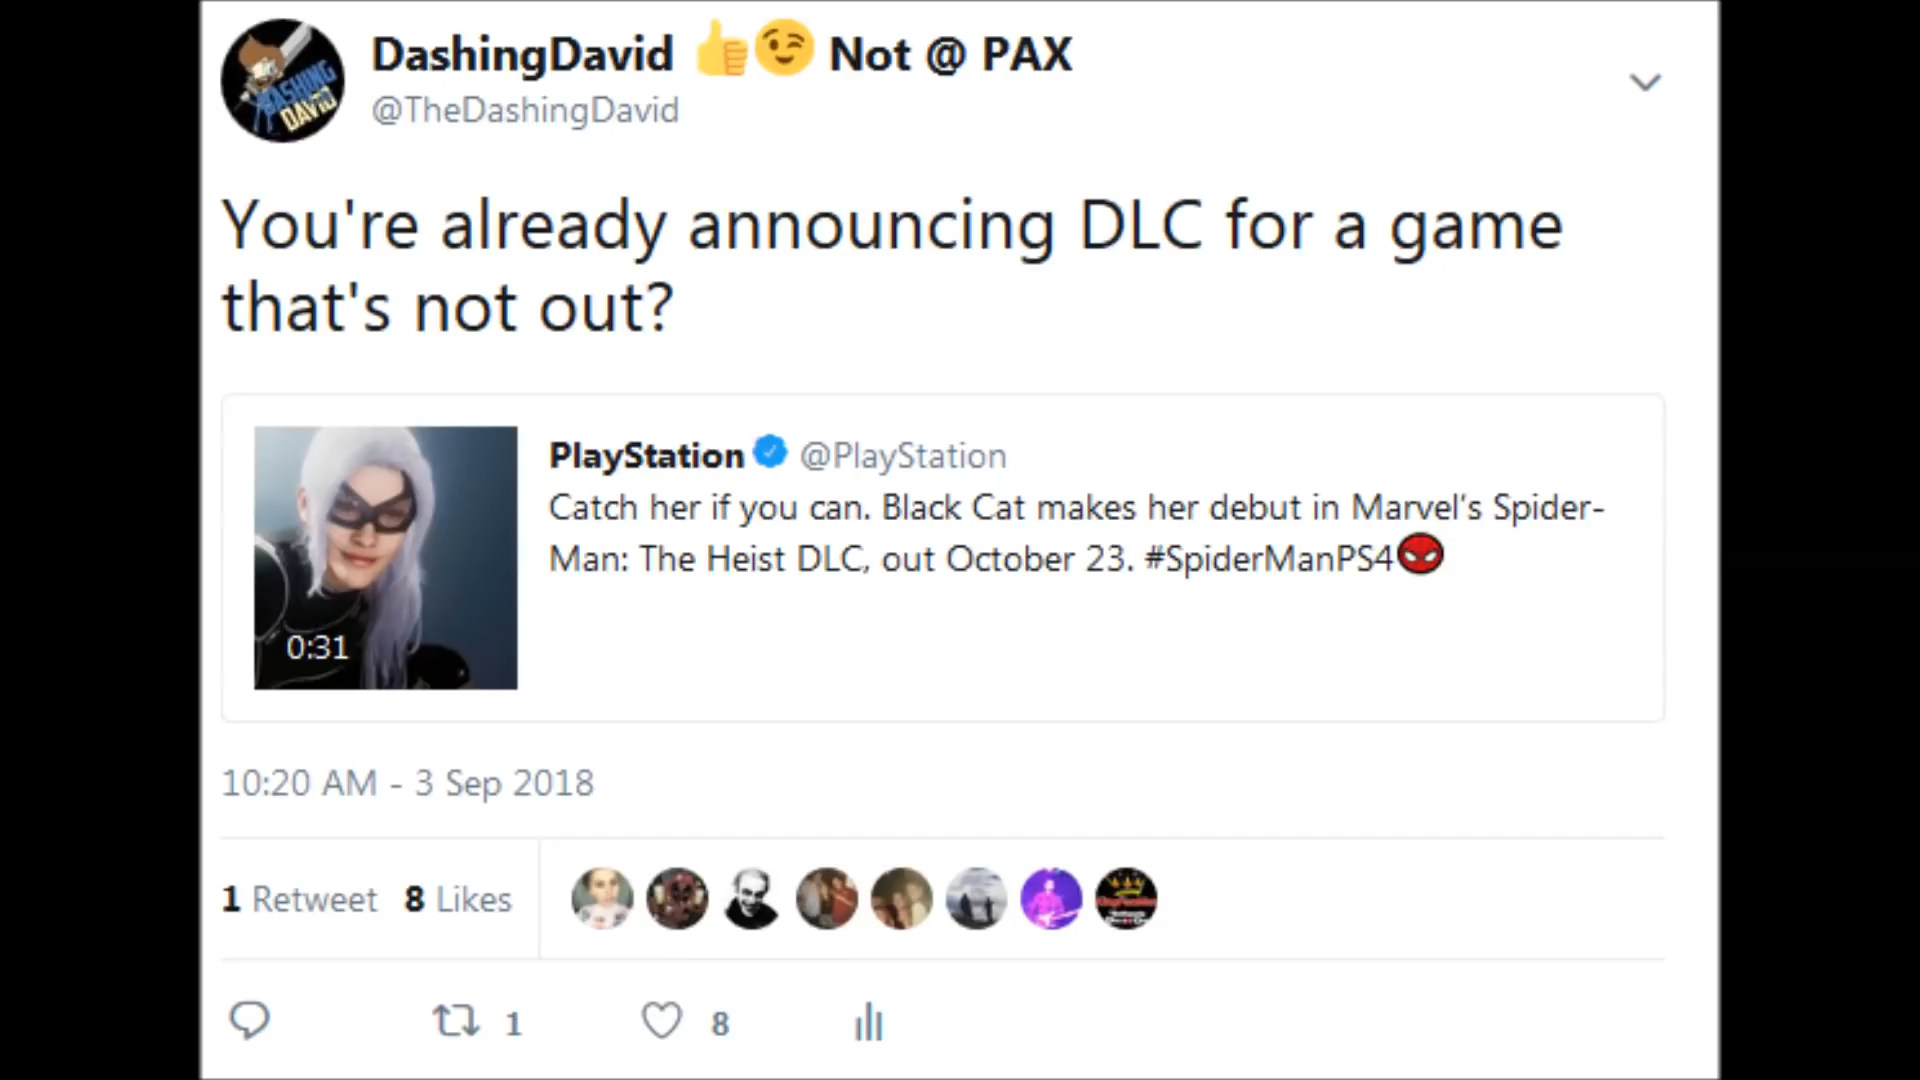 DashingDavid 👍😉 Not @ PAX
@TheDashingDavid
DASHING
DAVID
You're already announcing DLC for a game
that's not out?
PlayStation @PlayStation
Catch her if you can. Black Cat makes her debut in Marvel's Spider-
Man: The Heist DLC, out October 23. #SpiderManPS4
0:31
10:20 AM - 3 Sep 2018
1 Retweet 8 Likes
1 8